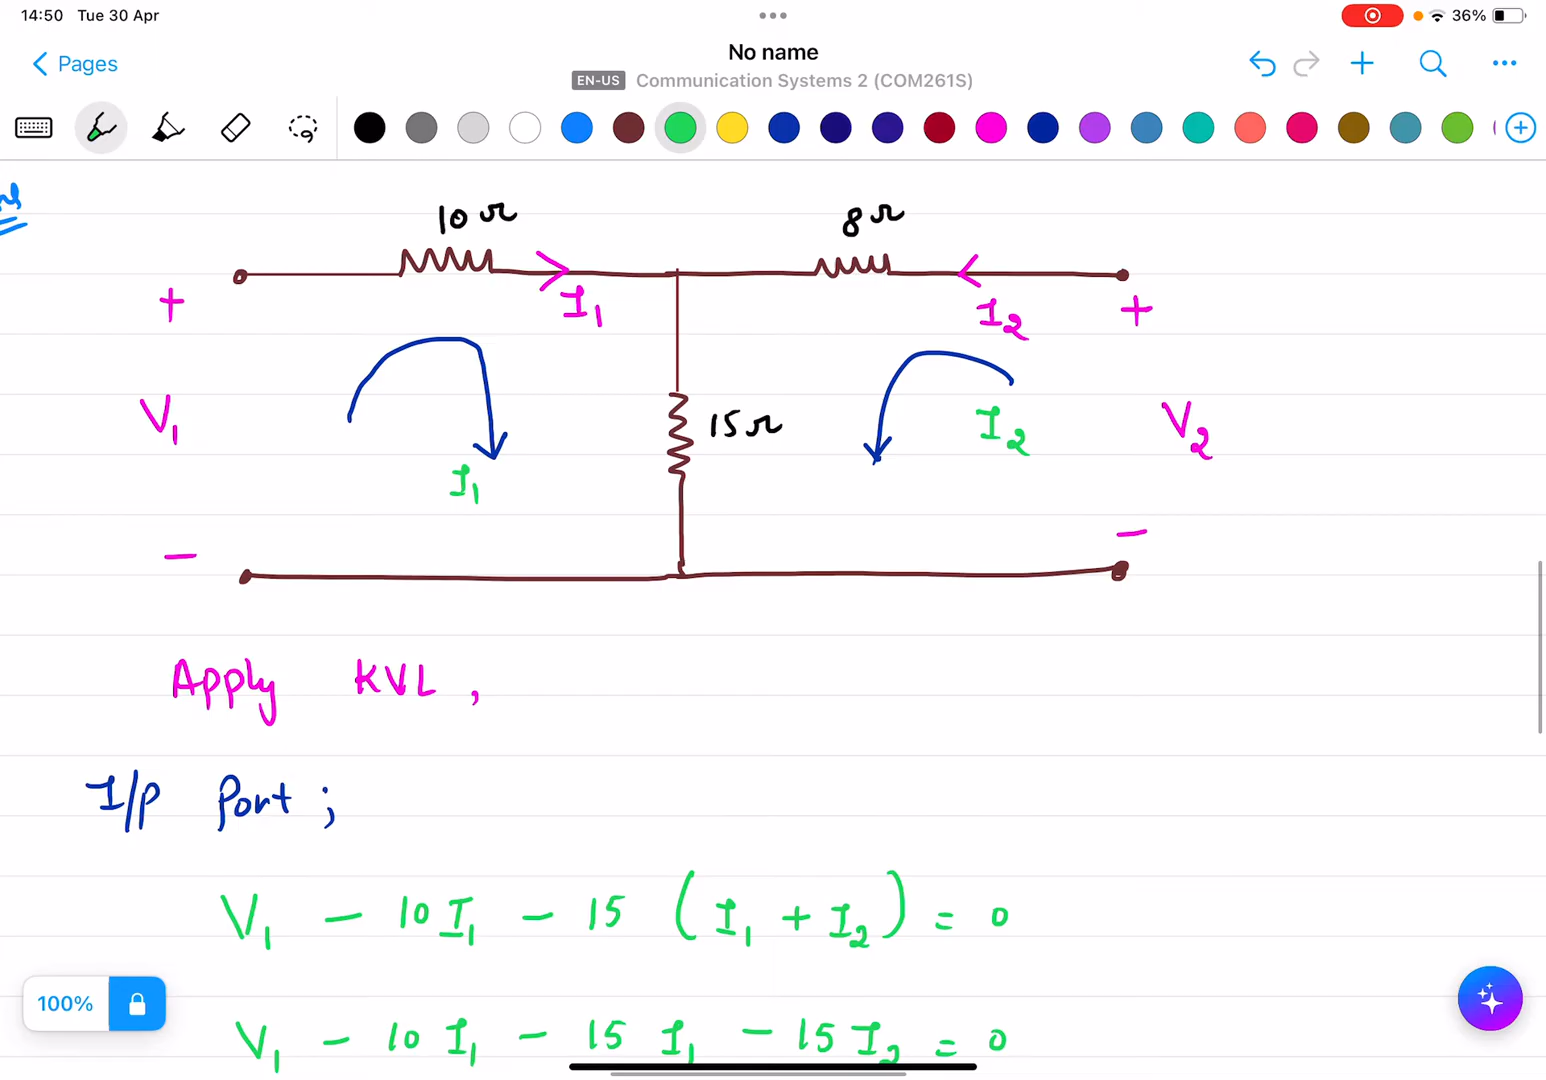 14:50 Tue 30 Apr
36%
Pages
No name
EN-US Communication Systems 2 (COM261S)
10 Ω 8 Ω
+ I₁ I₂ +
V₁ 15 Ω I₂ V₂
I₁
− −
Apply KVL ,
I/P Port ;
V₁ − 10 I₁ − 15 ( I₁ + I₂ ) = 0
100%
V₁ − 10 I₁ − 15 I₁ − 15 I₂ = 0